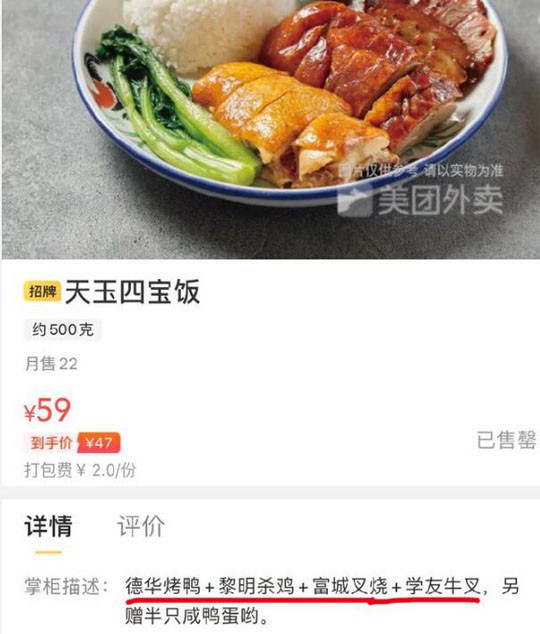 图片仅供参考 请以实物为准
美团外卖
招牌 天玉四宝饭
约500克
月售22
¥59
到手价 ¥47
已售罄
打包费 ¥ 2.0/份
详情 评价
掌柜描述： 德华烤鸭+黎明杀鸡+富城叉烧+学友牛叉，另
赠半只咸鸭蛋哟。